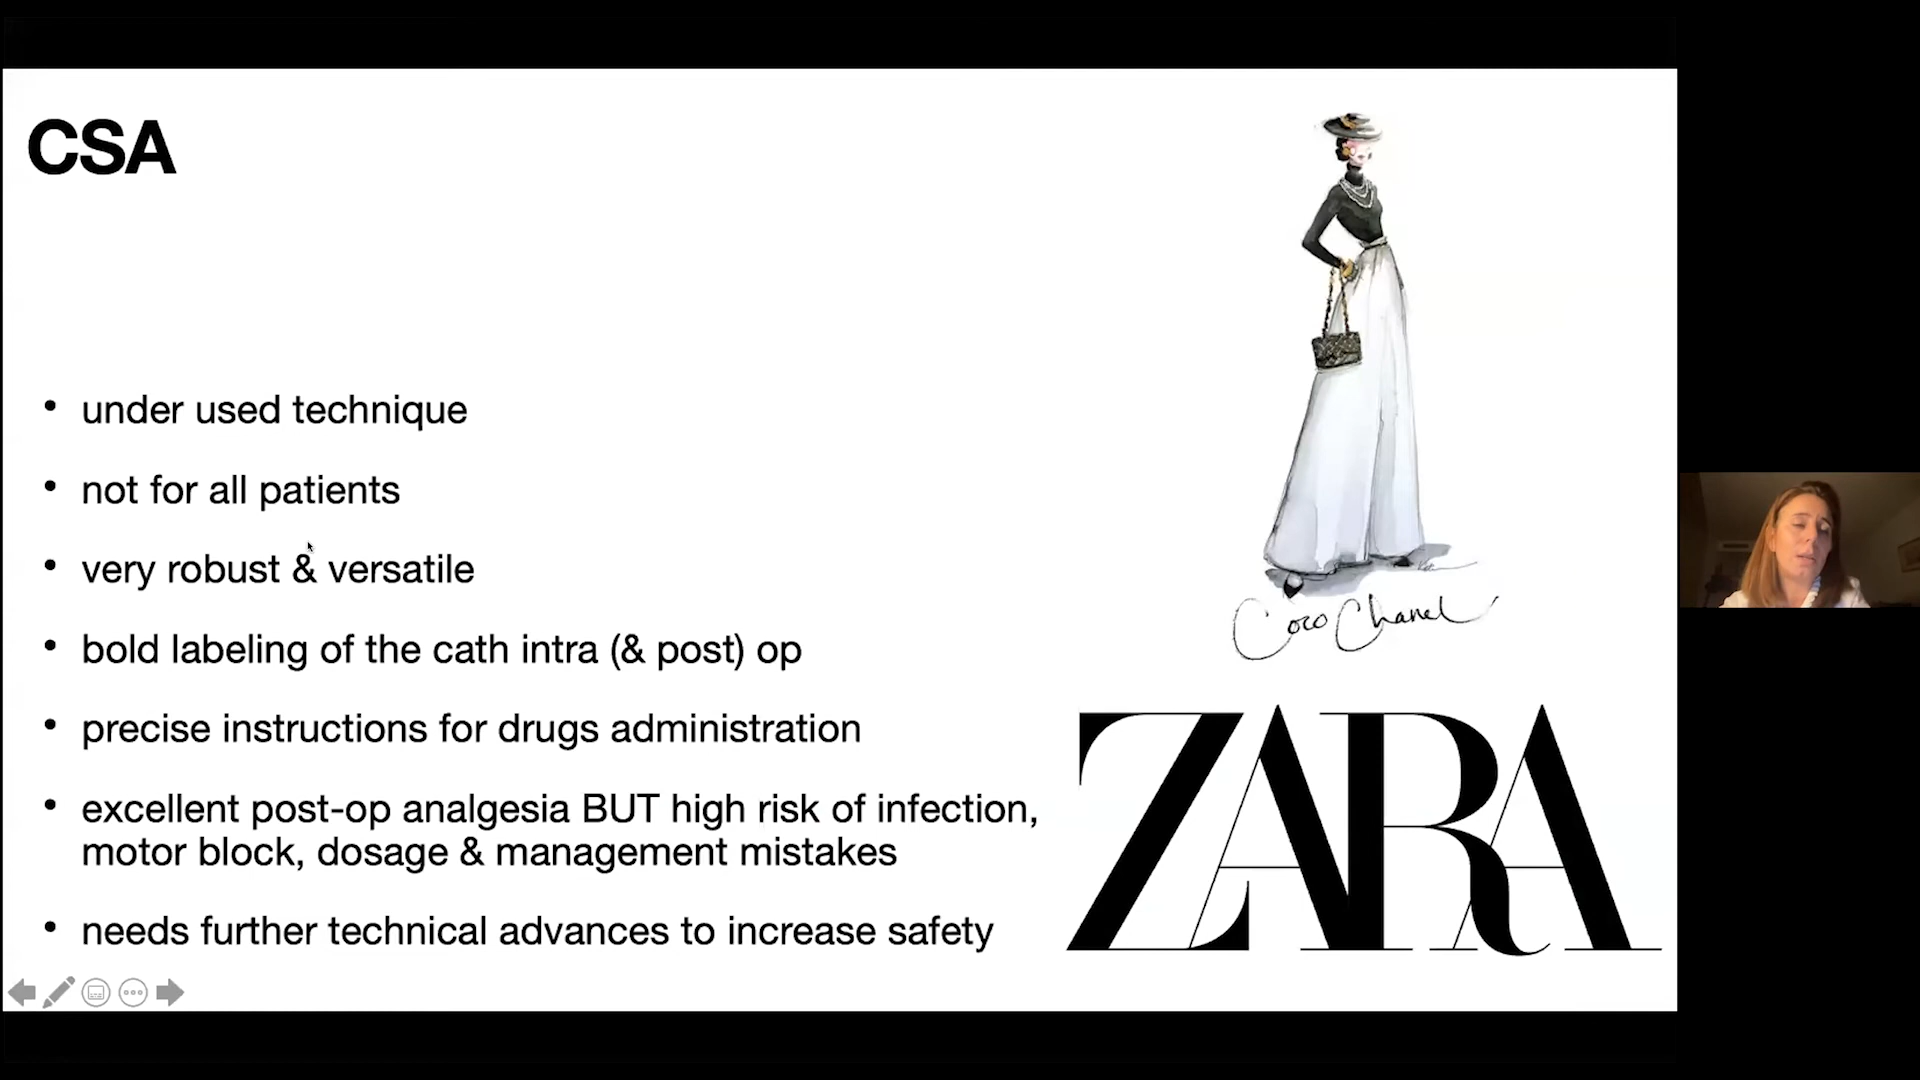 CSA
• under used technique
• not for all patients
• very robust & versatile
• bold labeling of the cath intra (& post) op
• precise instructions for drugs administration
• excellent post-op analgesia BUT high risk of infection,
motor block, dosage & management mistakes
• needs further technical advances to increase safety
Coco Chanel
ZARA